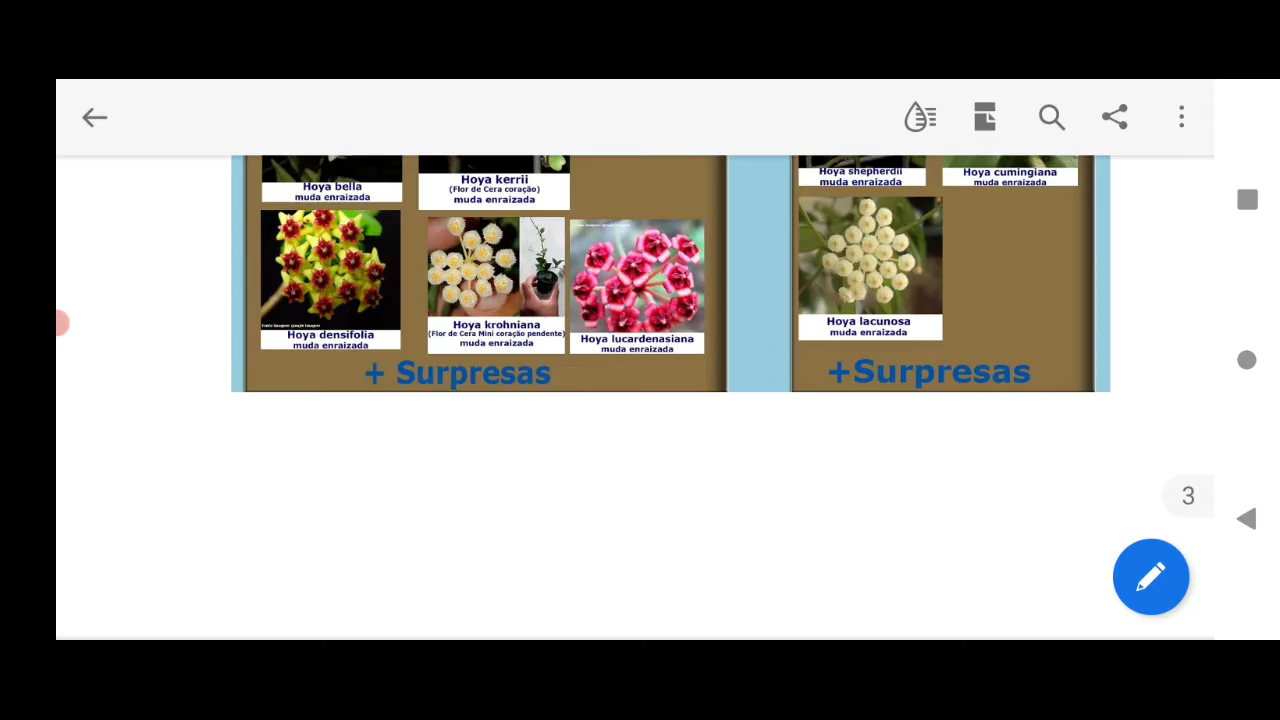 Hoya bella
muda enraizada
Hoya kerrii
(Flor de Cera coração)
muda enraizada
Hoya densifolia
muda enraizada
Hoya krohniana
(Flor de Cera Mini coração pendente)
muda enraizada
Hoya lucardenasiana
muda enraizada
+ Surpresas
Hoya shepherdii
muda enraizada
Hoya cumingiana
muda enraizada
Hoya lacunosa
muda enraizada
+Surpresas
3